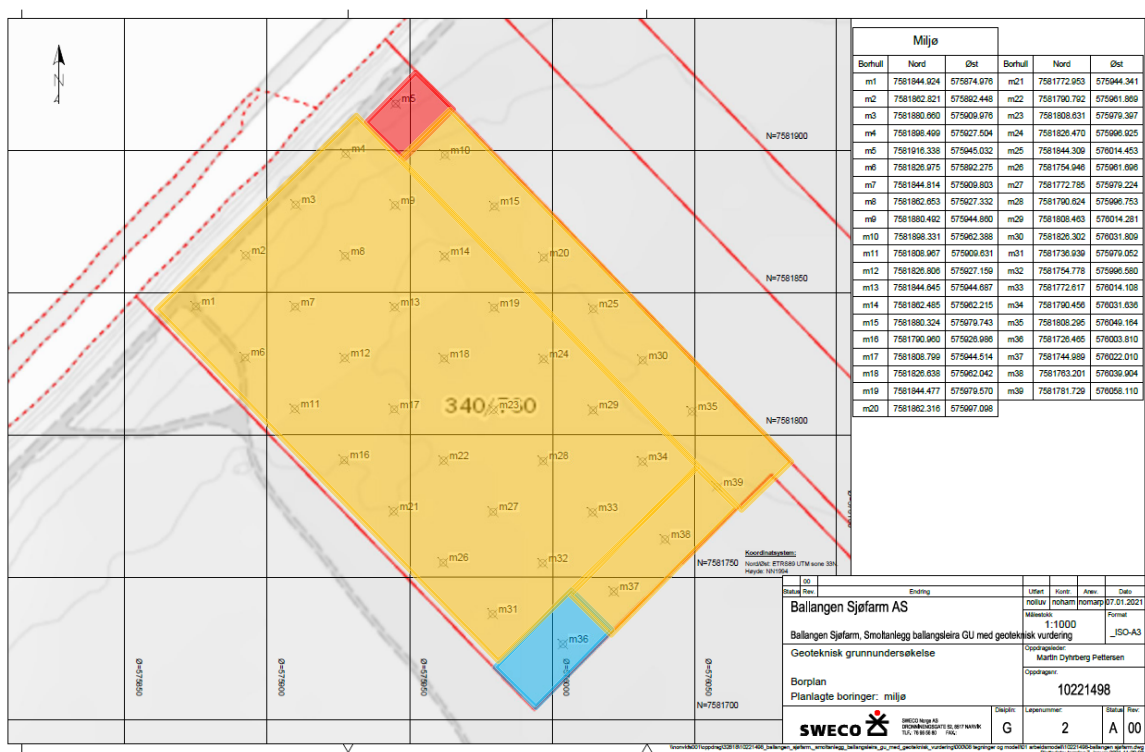 N
m5
m4
m10
m3
m9
m15
m2
m8
m14
m20
m1
m7
m13
m19
m25
m6
m12
m18
m24
m30
m11
m17
340/
m23
m29
m35
m16
m22
m28
m34
m21
m27
m33
m39
m26
m32
m38
m31
m37
m36
N=7581900
N=7581850
N=7581800
N=7581750
N=7581700
Ø=575850
Ø=575900
Ø=575950
Ø=576000
Ø=576050
Koordinatsystem:
Nord/Øst: ETRS89 UTM sone 33N
Høyde: NN1954
Miljø
Borhull Nord Øst Borhull Nord Øst
m1 7581844.924 575874.976 m21 7581772.953 575944.341
m2 7581862.821 575892.448 m22 7581790.792 575961.869
m3 7581880.660 575909.976 m23 7581808.631 575979.397
m4 7581898.499 575927.504 m24 7581826.470 575996.925
m5 7581916.338 575945.032 m25 7581844.309 576014.453
m6 7581826.975 575892.275 m26 7581754.946 575961.696
m7 7581844.814 575909.803 m27 7581772.785 575979.224
m8 7581862.653 575927.332 m28 7581790.624 575996.753
m9 7581880.492 575944.860 m29 7581808.463 576014.281
m10 7581898.331 575962.388 m30 7581826.302 576031.809
m11 7581808.967 575909.631 m31 7581736.939 575979.052
m12 7581826.806 575927.159 m32 7581754.778 575996.580
m13 7581844.645 575944.687 m33 7581772.617 576014.108
m14 7581862.485 575962.215 m34 7581790.456 576031.636
m15 7581880.324 575979.743 m35 7581808.295 576049.164
m16 7581790.960 575926.986 m36 7581726.465 576003.810
m17 7581808.799 575944.514 m37 7581744.989 576022.010
m18 7581826.638 575962.042 m38 7581763.201 576039.904
m19 7581844.477 575979.570 m39 7581781.729 576058.110
m20 7581862.316 575997.098
00
Status Rev. Endring Utført Kontr. Ansv. Dato
noliuv noham nomarp 07.01.2021
Ballangen Sjøfarm AS
Målestokk
1:1000
Format
_ISO-A3
Ballangen Sjøfarm, Smoltanlegg ballangsleira GU med geoteknisk vurdering
Geoteknisk grunnundersøkelse
Oppdragsleder:
Martin Dyhrberg Pettersen
Borplan
Planlagte boringer: miljø
Oppdragsnr.
10221498
SWECO
SWECO Norge AS
Disiplin: Løpenummer: Status Rev:
G 2 A 00